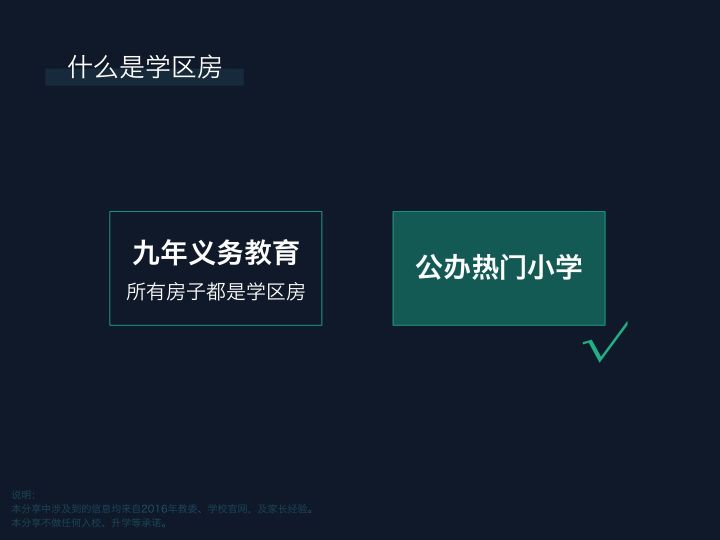 什么是学区房
九年义务教育
所有房子都是学区房
公办热门小学
说明：
本分享中涉及到的信息均来自2016年教委、学校官网、及家长经验。
本分享不做任何入校、升学等承诺。